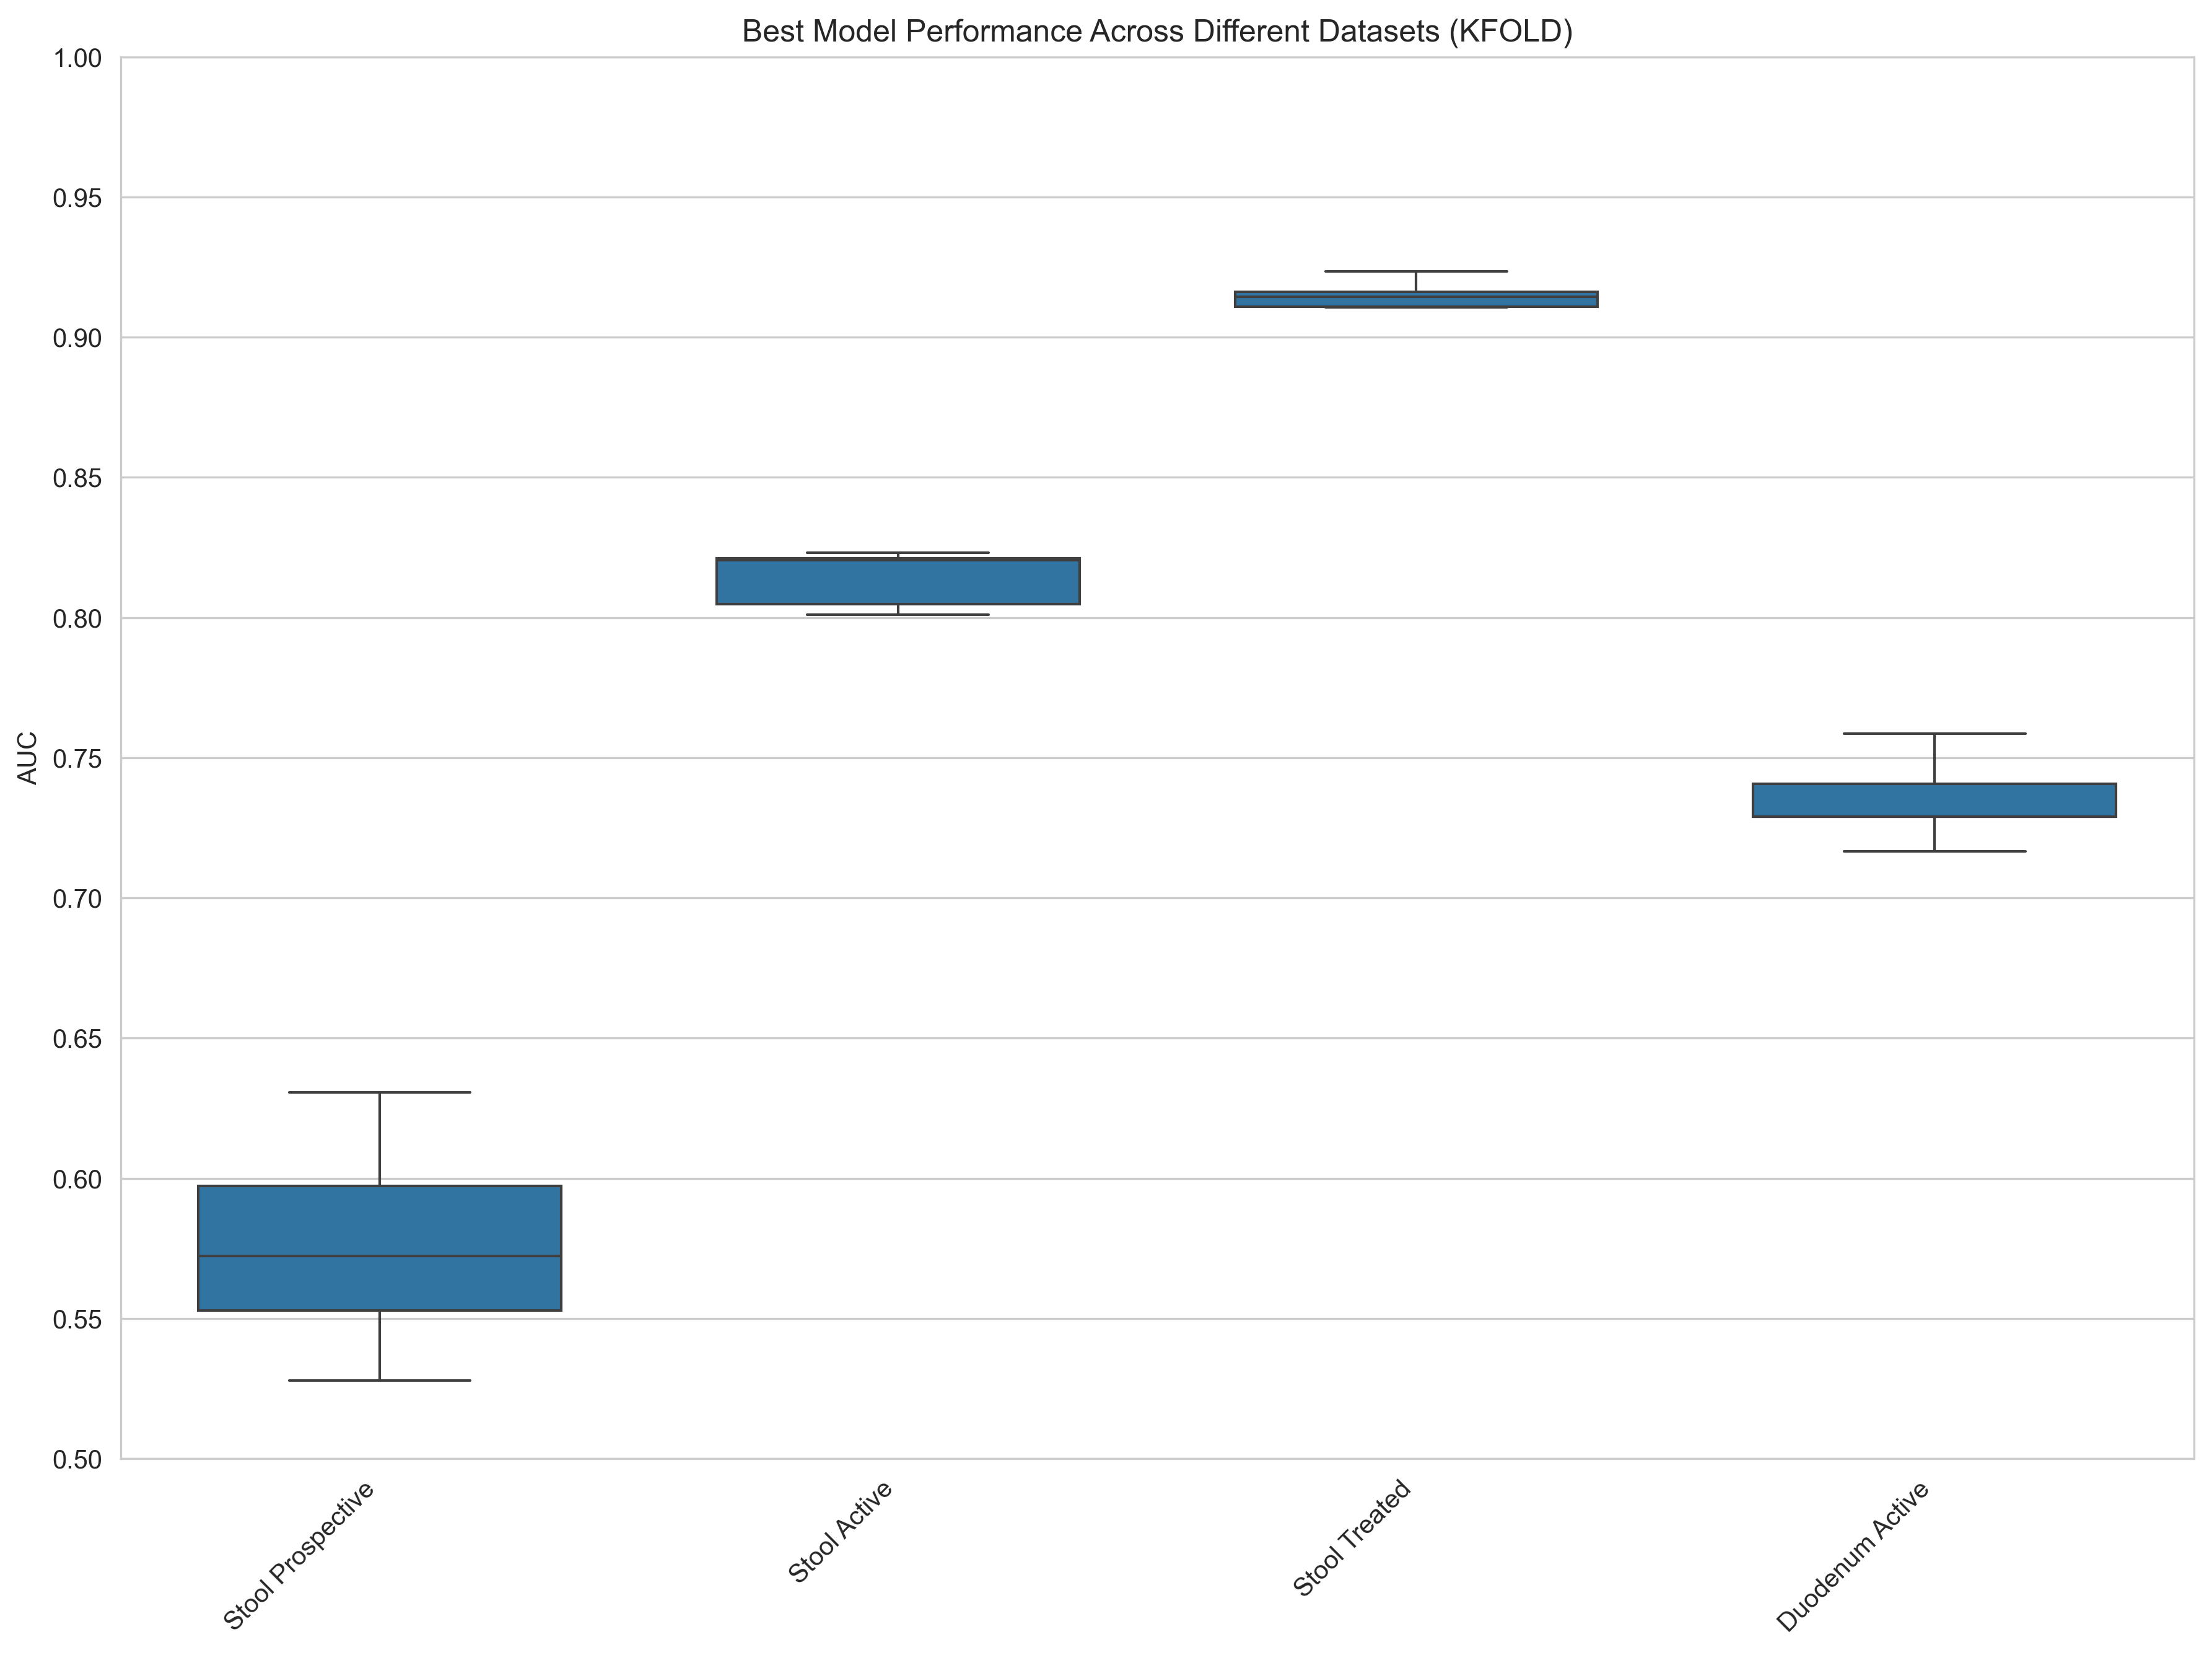 Best Model Performance Across Different Datasets (KFOLD)
1.00
0.95
0.90
0.85
0.80
0.75
0.70
0.65
0.60
0.55
0.50
AUC
Stool Prospective
Stool Active
Stool Treated
Duodenum Active